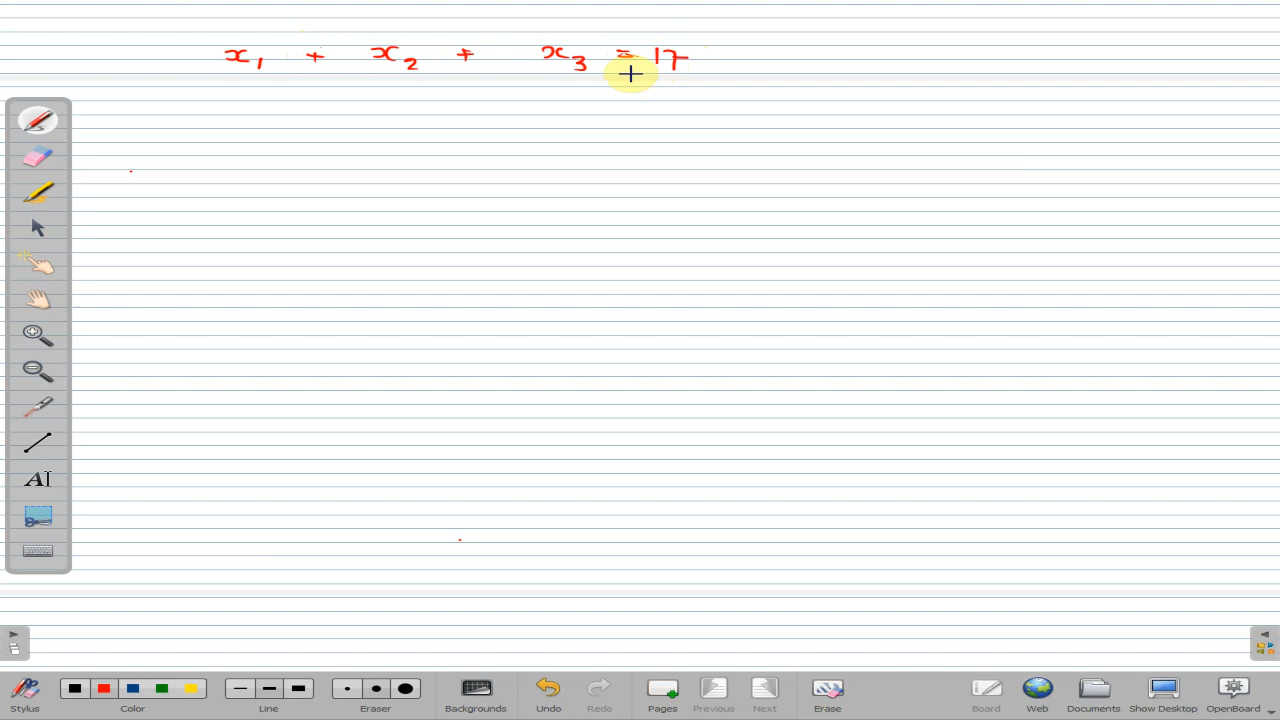 x₁ + x₂ + x₃ = 17
AI
Stylus Color Line Eraser Backgrounds Undo Redo Pages Previous Next Erase Board Web Documents Show Desktop OpenBoard